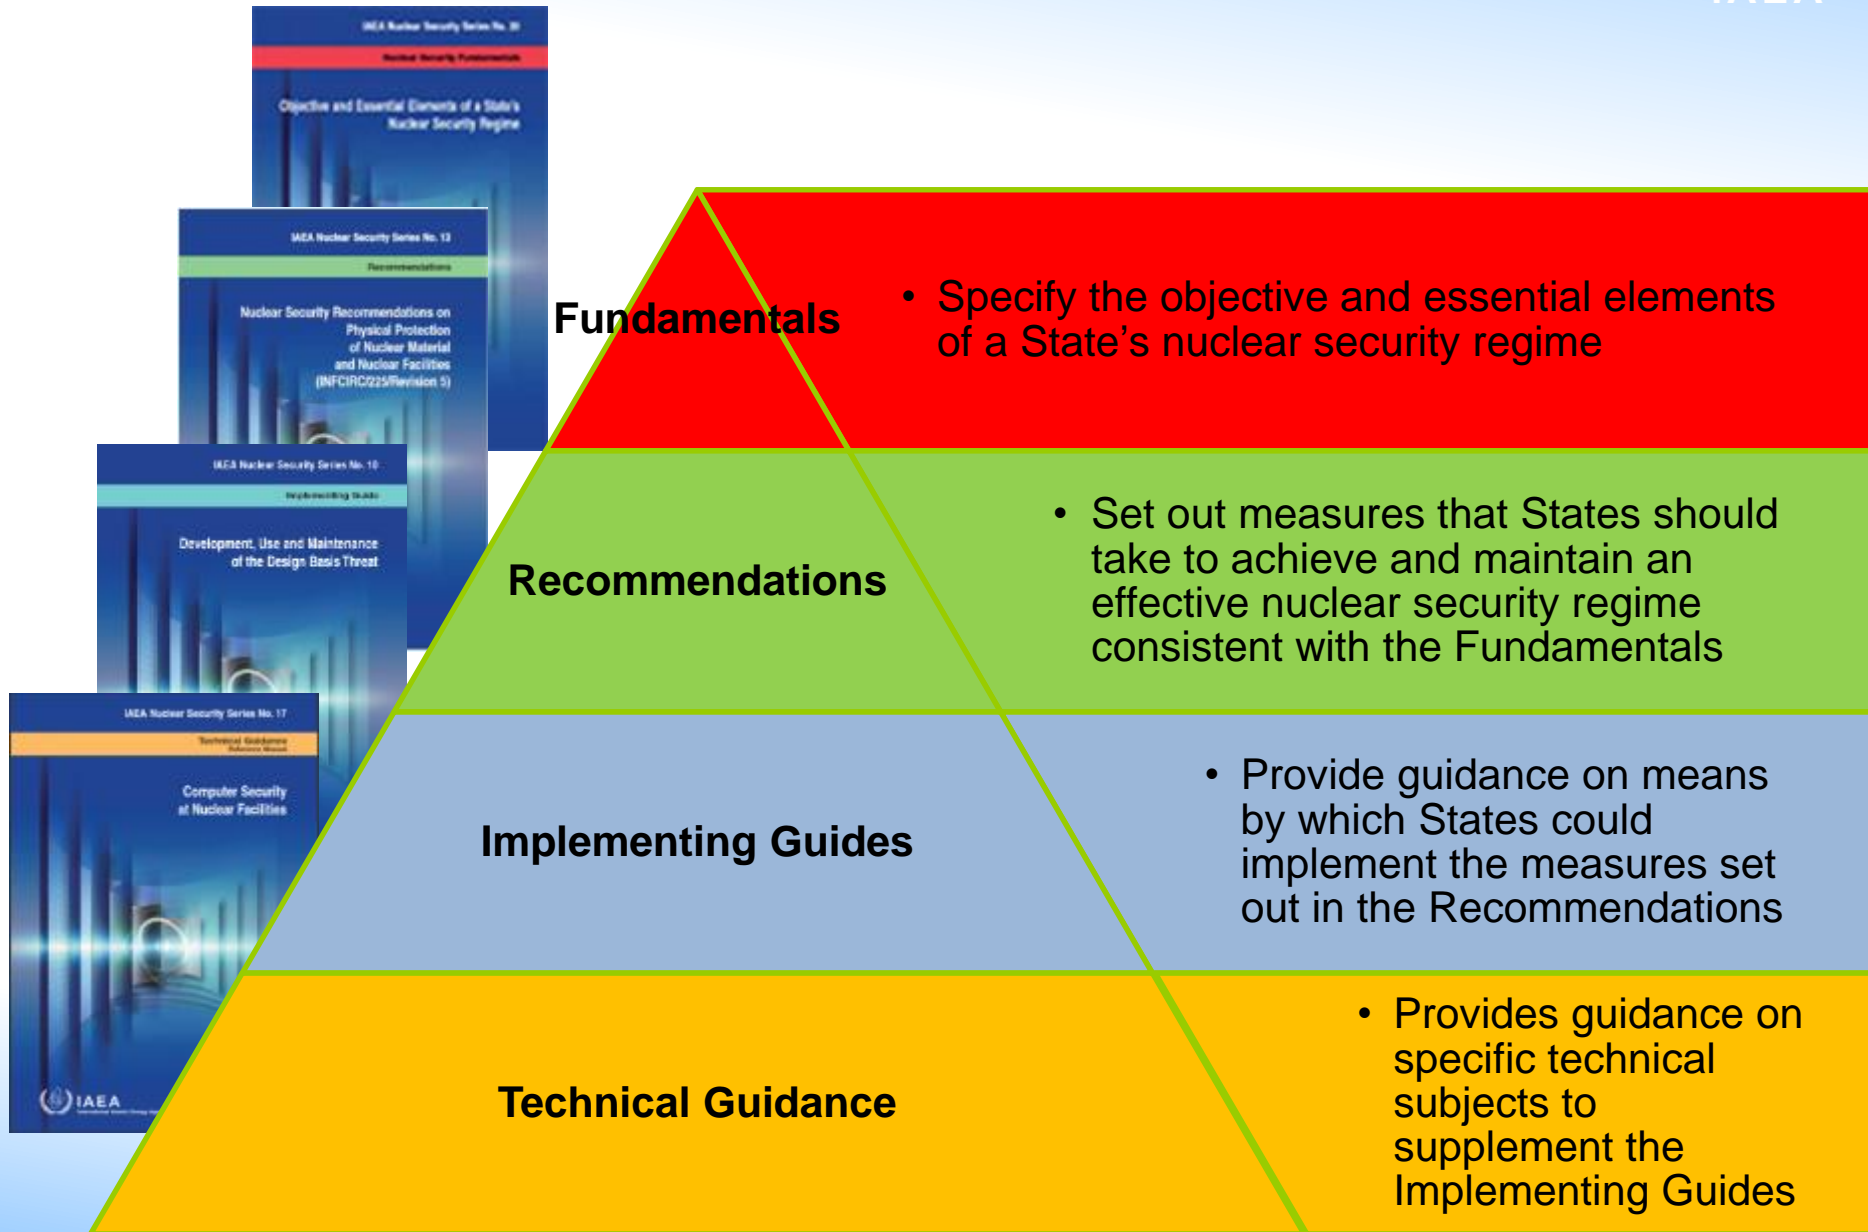 IAEA
IAEA Nuclear Security Series No. 20
Nuclear Security Fundamentals
Objective and Essential Elements of a State's
Nuclear Security Regime
IAEA Nuclear Security Series No. 13
Recommendations
Nuclear Security Recommendations on
Physical Protection
of Nuclear Material
and Nuclear Facilities
(INFCIRC/225/Revision 5)
IAEA Nuclear Security Series No. 10
Implementing Guide
Development, Use and Maintenance
of the Design Basis Threat
IAEA Nuclear Security Series No. 17
Technical Guidance
Reference Manual
Computer Security
at Nuclear Facilities
IAEA
Fundamentals
• Specify the objective and essential elements
of a State’s nuclear security regime
Recommendations
• Set out measures that States should
take to achieve and maintain an
effective nuclear security regime
consistent with the Fundamentals
Implementing Guides
• Provide guidance on means
by which States could
implement the measures set
out in the Recommendations
Technical Guidance
• Provides guidance on
specific technical
subjects to
supplement the
Implementing Guides